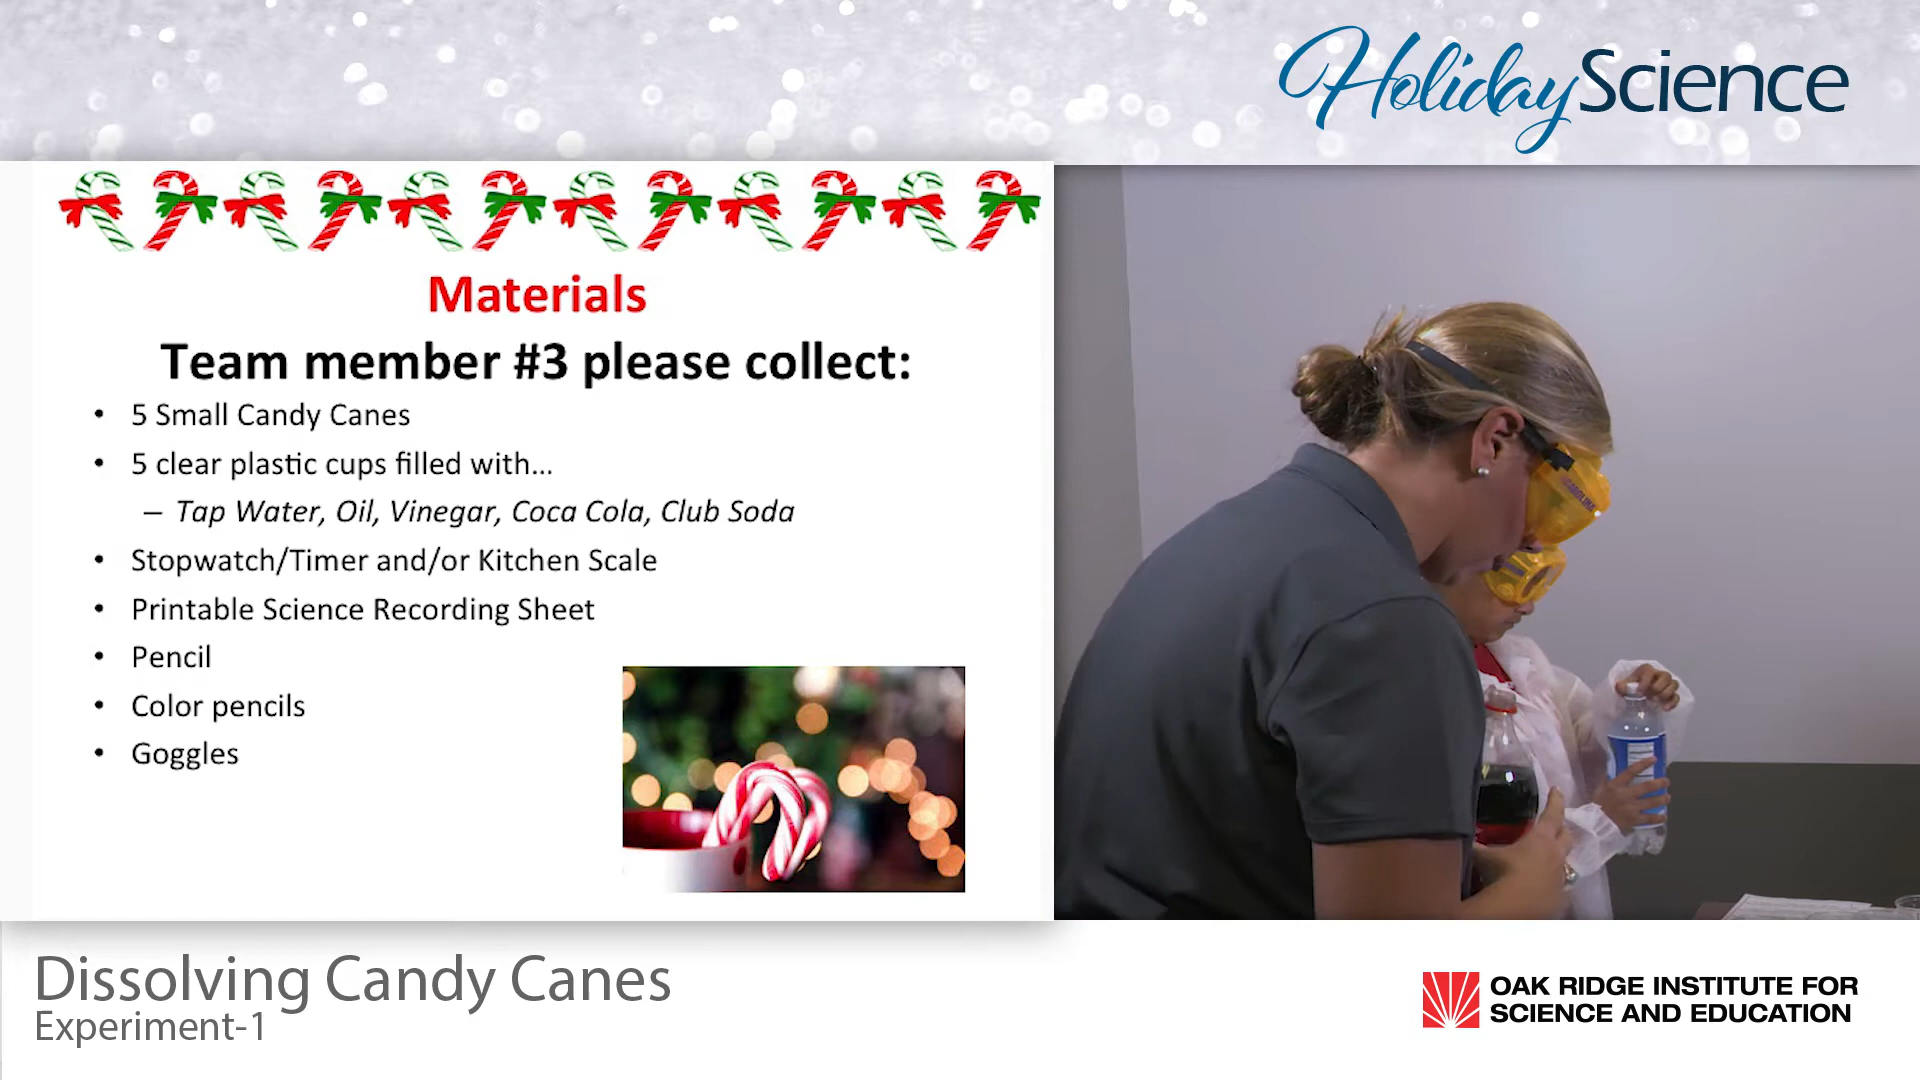 HolidayScience
Materials
Team member #3 please collect:
• 5 Small Candy Canes
• 5 clear plastic cups filled with...
– Tap Water, Oil, Vinegar, Coca Cola, Club Soda
• Stopwatch/Timer and/or Kitchen Scale
• Printable Science Recording Sheet
• Pencil
• Color pencils
• Goggles
CAROLINA
Dissolving Candy Canes
Experiment-1
OAK RIDGE INSTITUTE FOR
SCIENCE AND EDUCATION